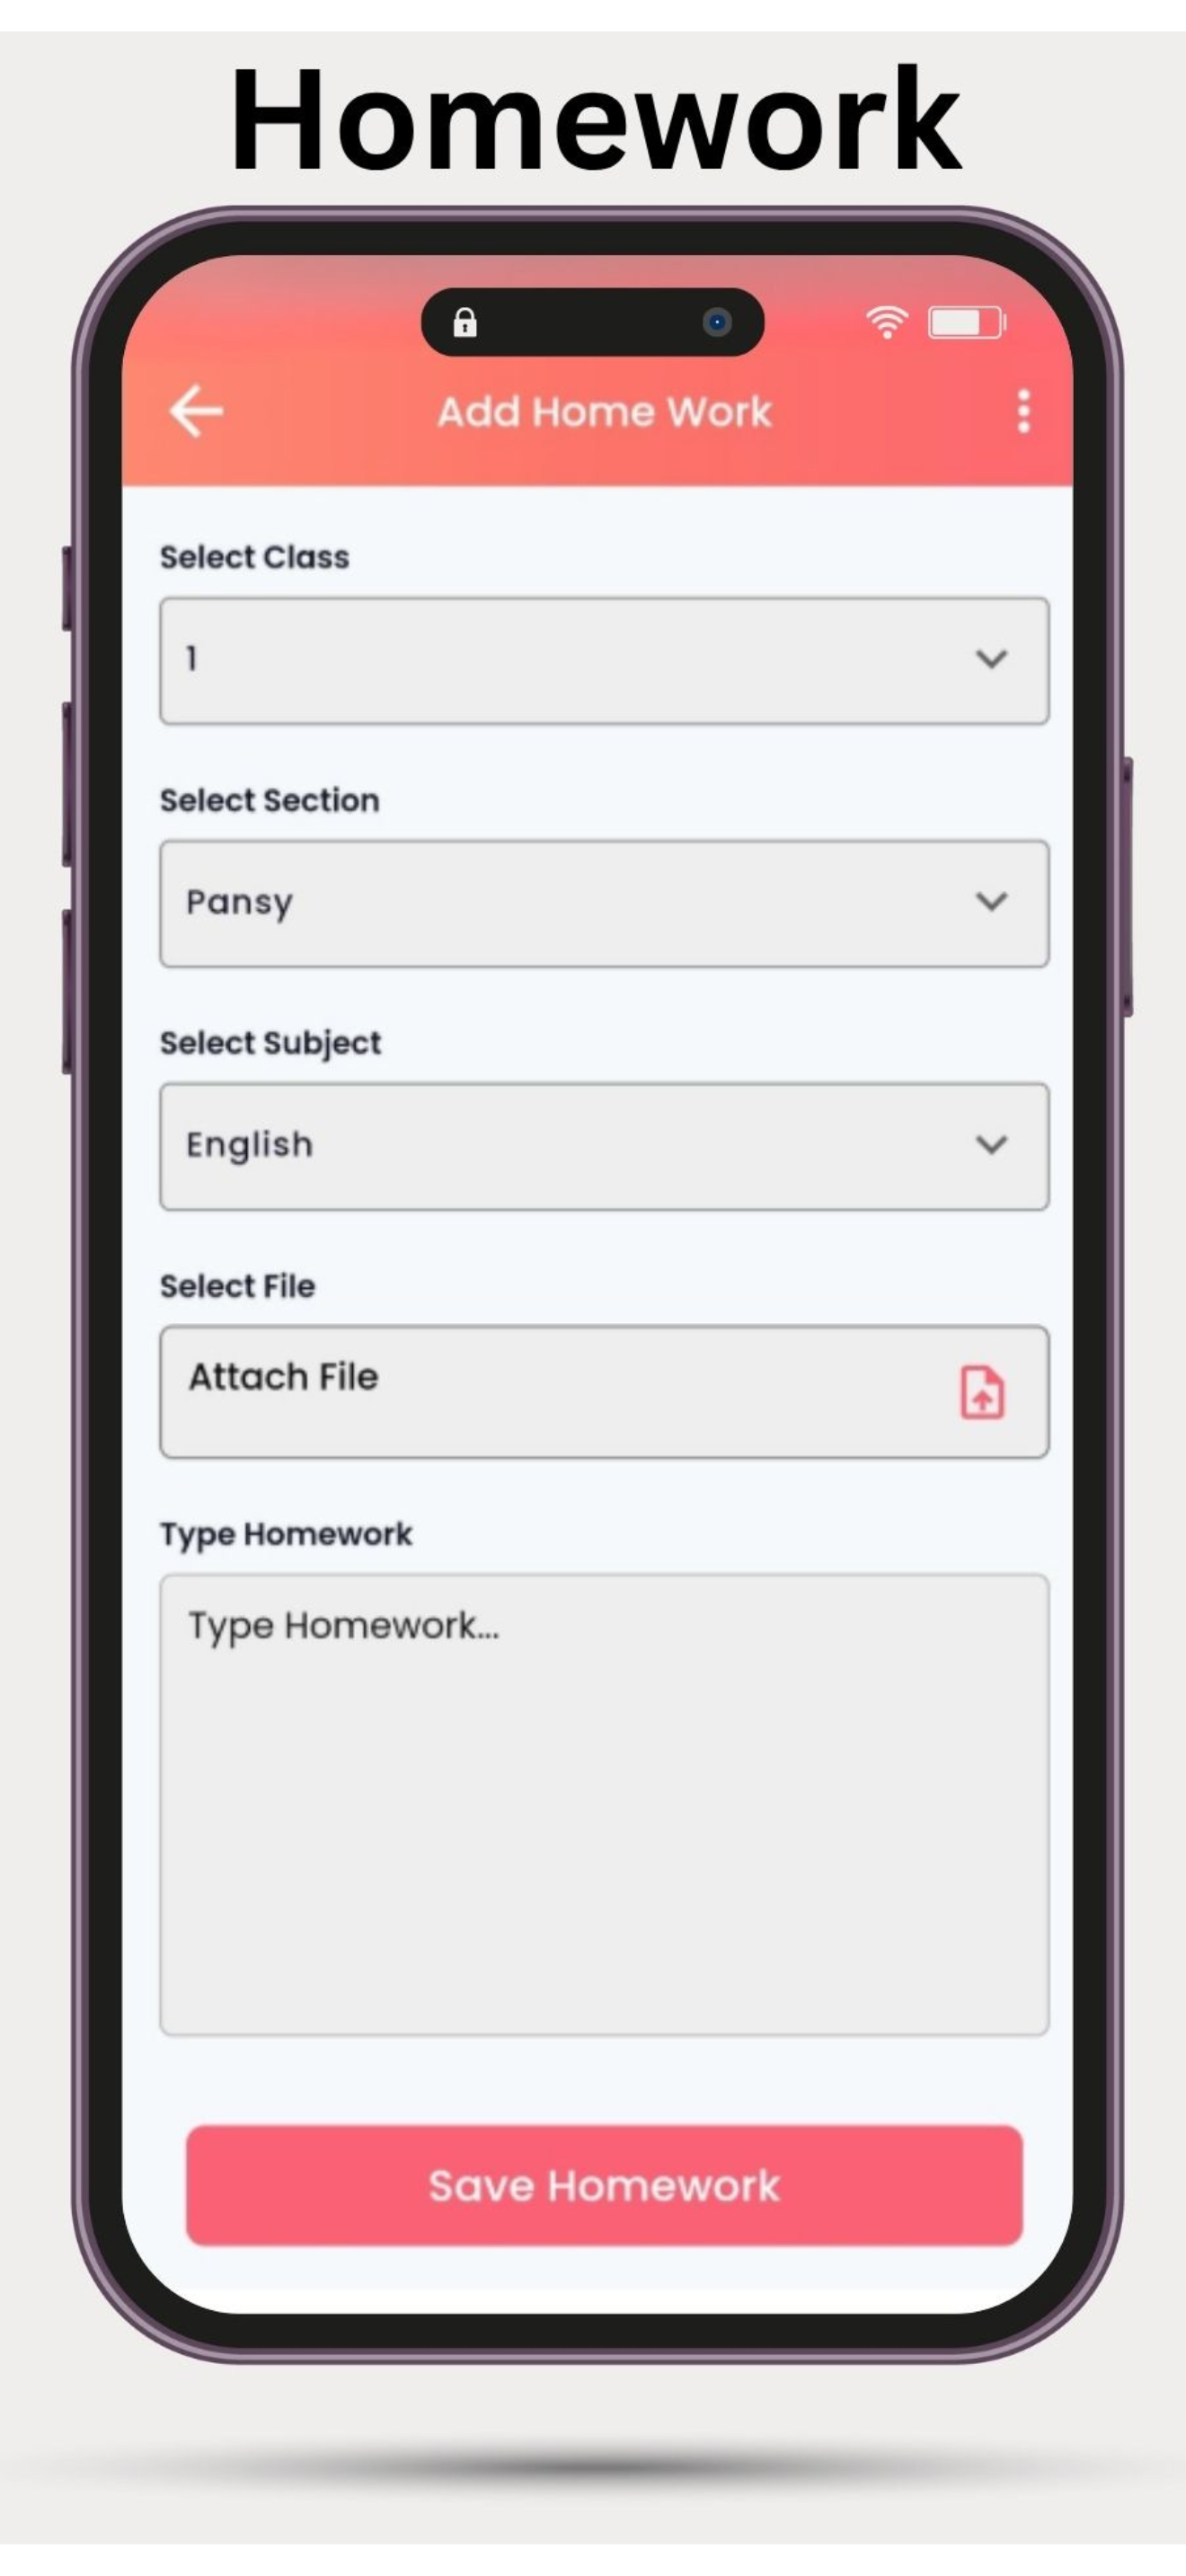 Homework
Add Home Work
Select Class
1
Select Section
Pansy
Select Subject
English
Select File
Attach File
Type Homework
Type Homework...
Save Homework